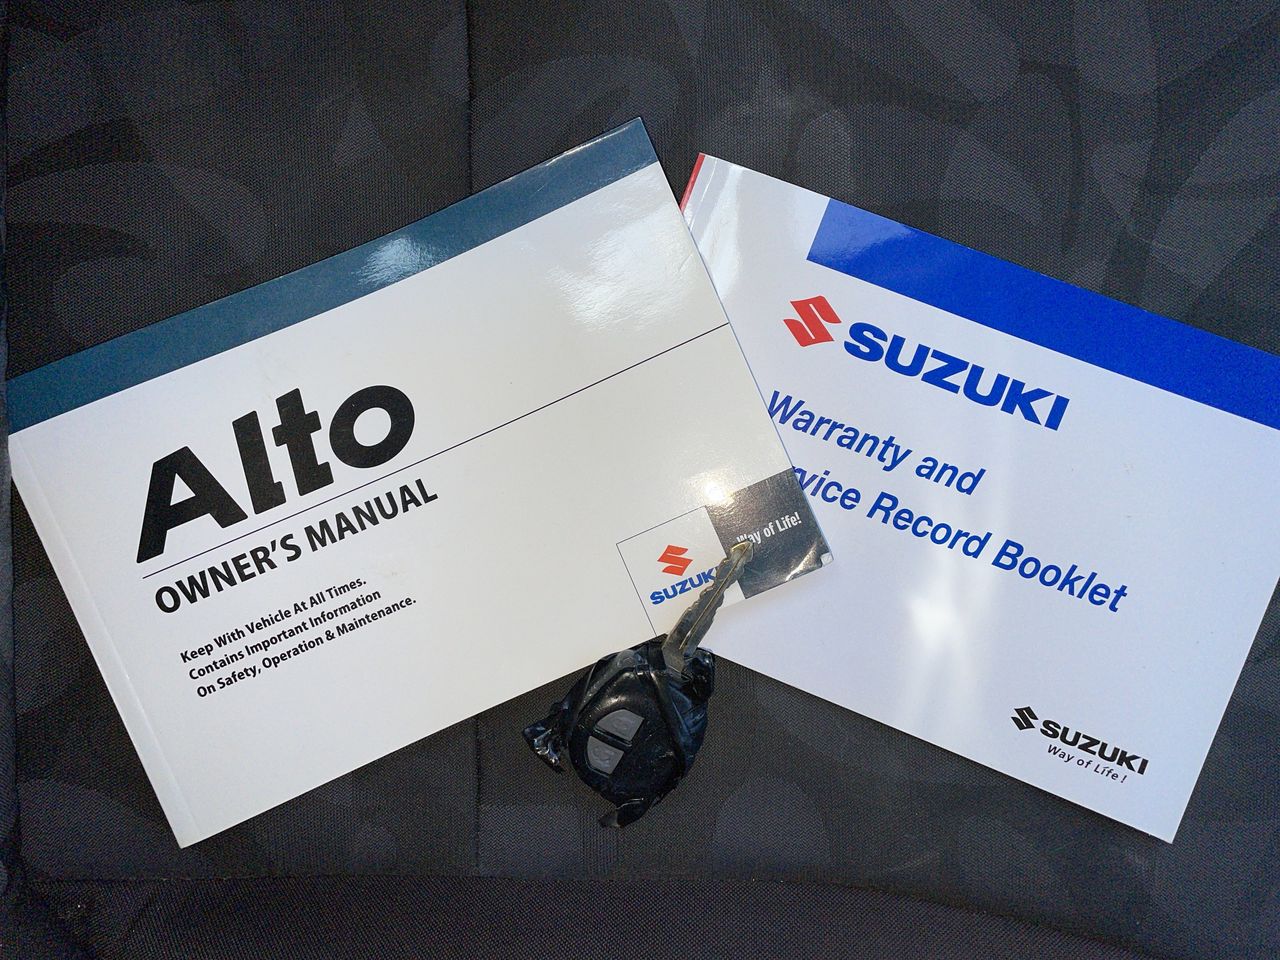 Alto
OWNER'S MANUAL
Keep With Vehicle At All Times.
Contains Important Information
On Safety, Operation & Maintenance.
SUZUKI
Way of Life!
SUZUKI
Warranty and
Service Record Booklet
SUZUKI
Way of Life!